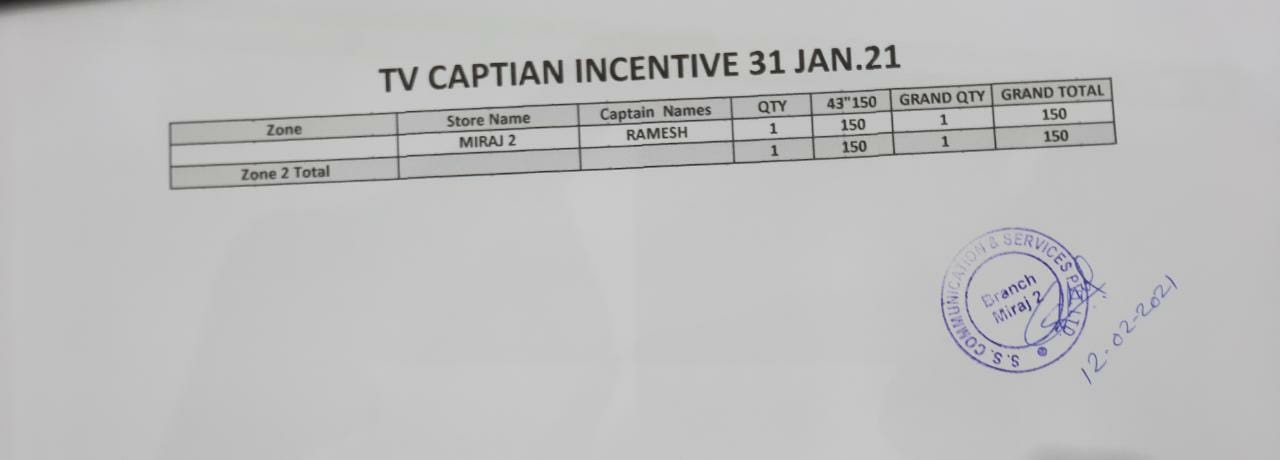 TV CAPTIAN INCENTIVE 31 JAN.21
Zone Store Name Captain Names QTY 43"150 GRAND QTY GRAND TOTAL
MIRAJ 2 RAMESH 1 150 1 150
Zone 2 Total 1 150 1 150
S.S. COMMUNICATION & SERVICES PVT LTD
Branch
Miraj 2
12-02-2021